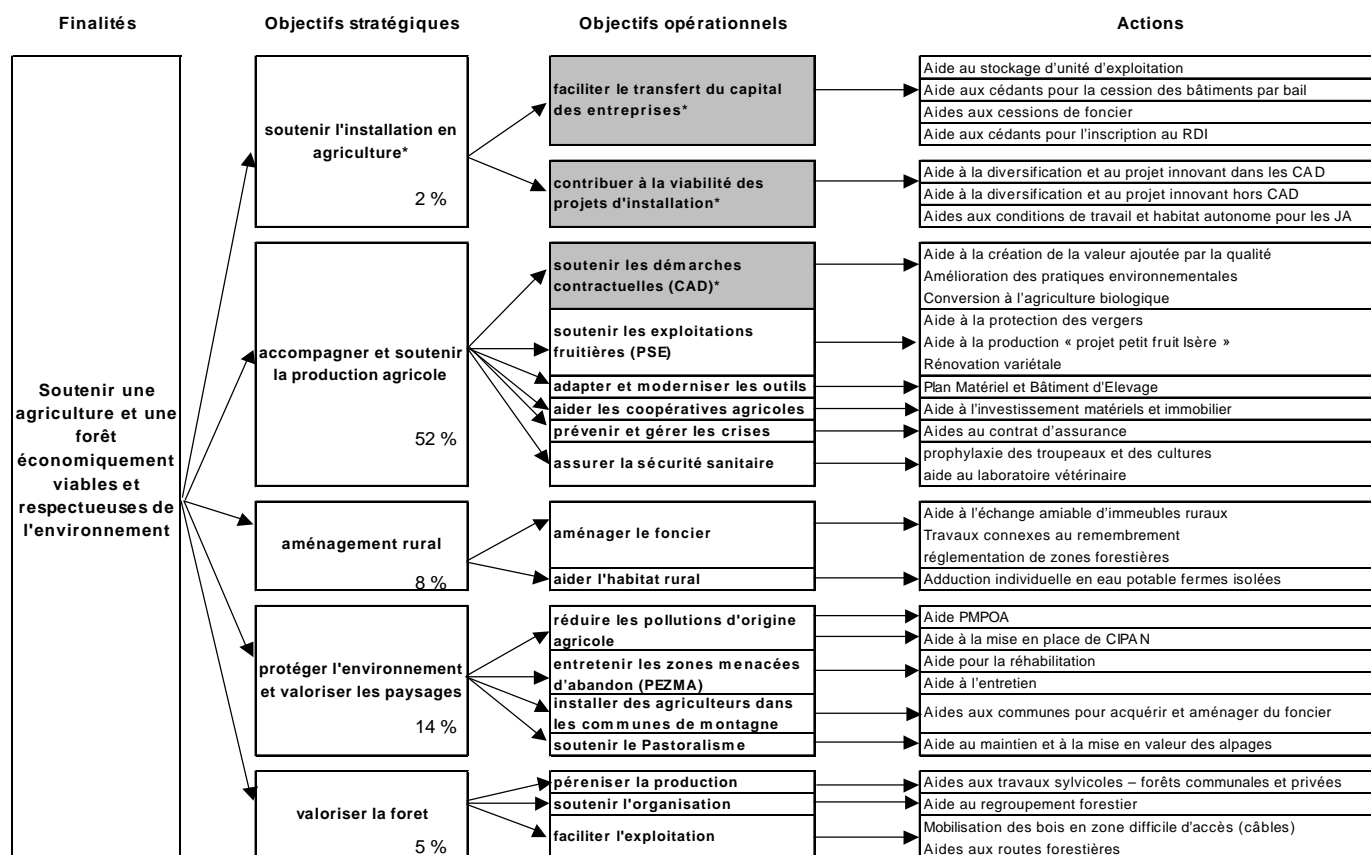 Finalités
Objectifs stratégiques
Objectifs opérationnels
Actions
Soutenir une
agriculture et une
forêt
économiquement
viables et
respectueuses de
l'environnement
soutenir l'installation en
agriculture*
2 %
faciliter le transfert du capital
des entreprises*
Aide au stockage d'unité d'exploitation
Aide aux cédants pour la cession des bâtiments par bail
Aides aux cessions de foncier
Aide aux cédants pour l'inscription au RDI
contribuer à la viabilité des
projets d'installation*
Aide à la diversification et au projet innovant dans les CAD
Aide à la diversification et au projet innovant hors CAD
Aides aux conditions de travail et habitat autonome pour les JA
accompagner et soutenir
la production agricole
52 %
soutenir les démarches
contractuelles (CAD)*
Aide à la création de la valeur ajoutée par la qualité
Amélioration des pratiques environnementales
Conversion à l'agriculture biologique
soutenir les exploitations
fruitières (PSE)
Aide à la protection des vergers
Aide à la production « projet petit fruit Isère »
Rénovation variétale
adapter et moderniser les outils
Plan Matériel et Bâtiment d'Elevage
aider les coopératives agricoles
Aide à l'investissement matériels et immobilier
prévenir et gérer les crises
Aides au contrat d'assurance
assurer la sécurité sanitaire
prophylaxie des troupeaux et des cultures
aide au laboratoire vétérinaire
aménagement rural
8 %
aménager le foncier
Aide à l'échange amiable d'immeubles ruraux
Travaux connexes au remembrement
réglementation de zones forestières
aider l'habitat rural
Adduction individuelle en eau potable fermes isolées
protéger l'environnement
et valoriser les paysages
14 %
réduire les pollutions d'origine
agricole
Aide PMPOA
Aide à la mise en place de CIPAN
entretenir les zones menacées
d'abandon (PEZMA)
Aide pour la réhabilitation
Aide à l'entretien
installer des agriculteurs dans
les communes de montagne
Aides aux communes pour acquérir et aménager du foncier
soutenir le Pastoralisme
Aide au maintien et à la mise en valeur des alpages
valoriser la foret
5 %
péreniser la production
Aides aux travaux sylvicoles – forêts communales et privées
soutenir l'organisation
Aide au regroupement forestier
faciliter l'exploitation
Mobilisation des bois en zone difficile d'accès (câbles)
Aides aux routes forestières